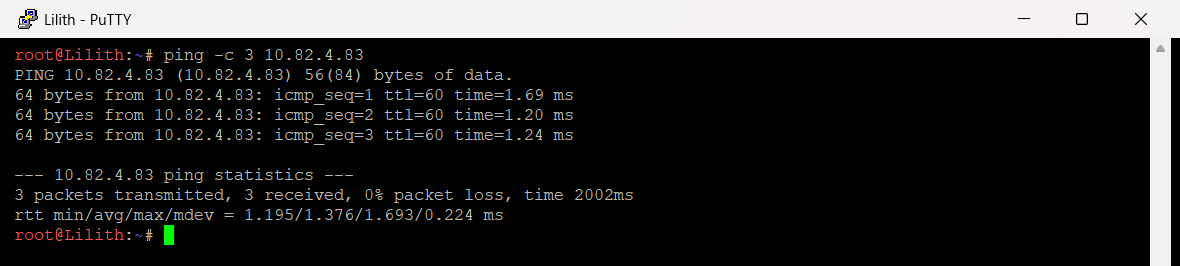 Lilith - PuTTY
root@Lilith:~# ping -c 3 10.82.4.83
PING 10.82.4.83 (10.82.4.83) 56(84) bytes of data.
64 bytes from 10.82.4.83: icmp_seq=1 ttl=60 time=1.69 ms
64 bytes from 10.82.4.83: icmp_seq=2 ttl=60 time=1.20 ms
64 bytes from 10.82.4.83: icmp_seq=3 ttl=60 time=1.24 ms
--- 10.82.4.83 ping statistics ---
3 packets transmitted, 3 received, 0% packet loss, time 2002ms
rtt min/avg/max/mdev = 1.195/1.376/1.693/0.224 ms
root@Lilith:~#